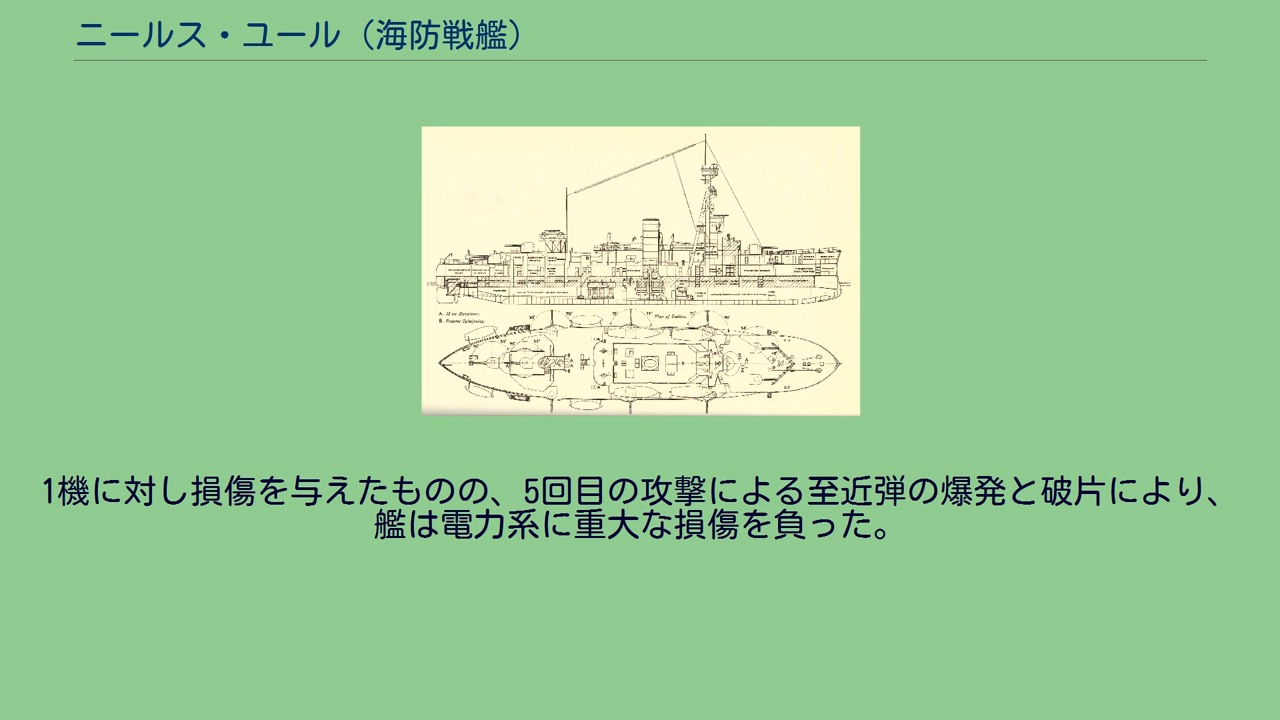 ニールス・ユール（海防戦艦）
Plan of Decks.
1機に対し損傷を与えたものの、5回目の攻撃による至近弾の爆発と破片により、
艦は電力系に重大な損傷を負った。